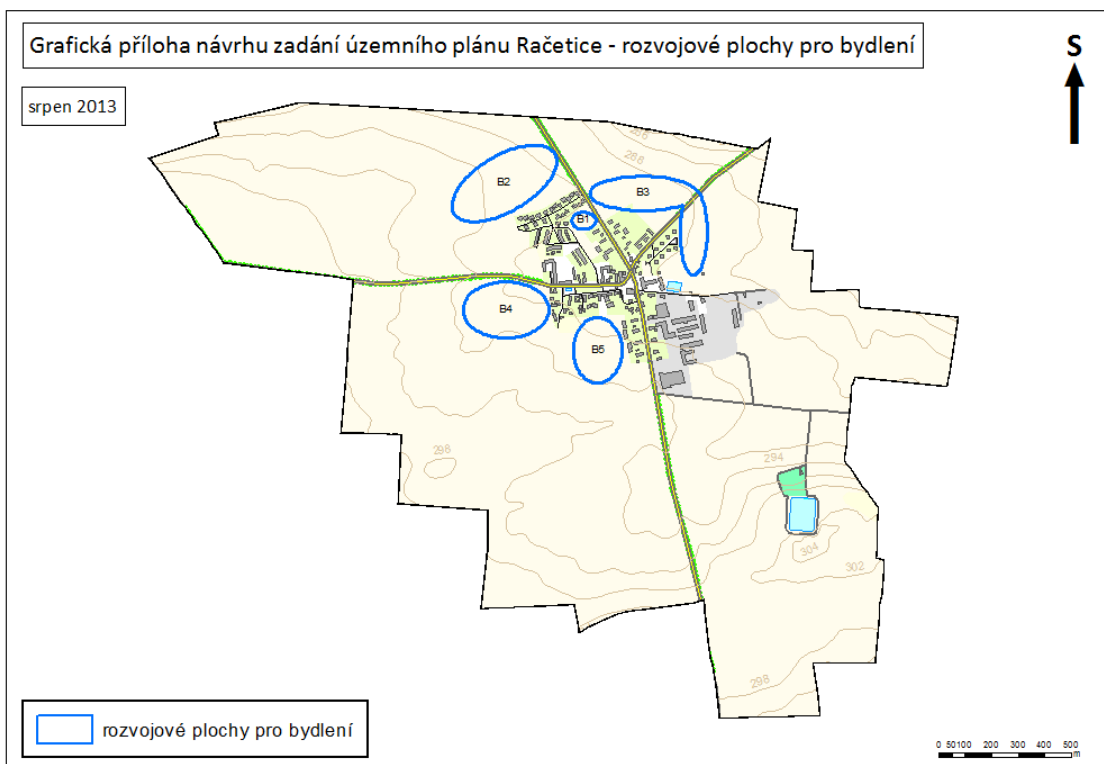 Grafická příloha návrhu zadání územního plánu Račetice - rozvojové plochy pro bydlení
S
srpen 2013
286
288
B2
B3
B1
B4
B5
298
294
304
302
298
rozvojové plochy pro bydlení
0 50100 200 300 400 500
m